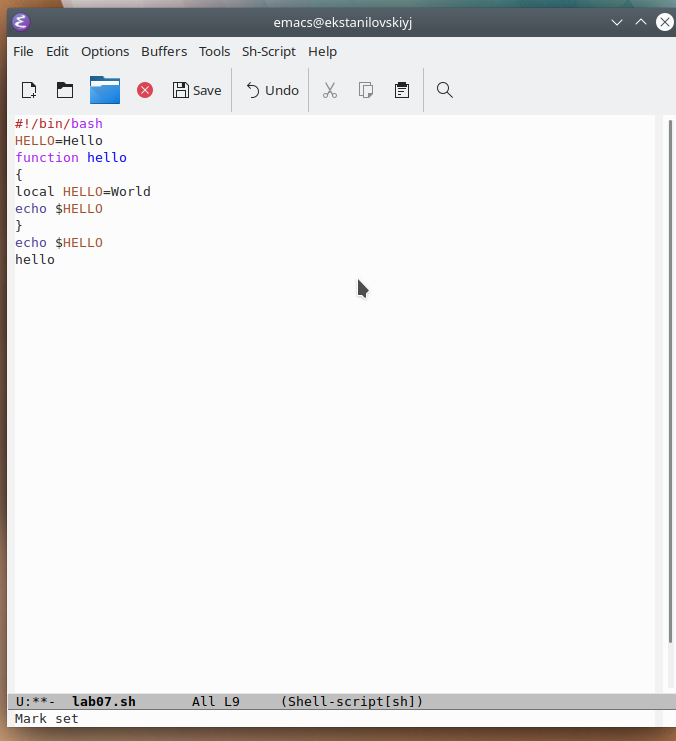 emacs@ekstanilovskiyj
File Edit Options Buffers Tools Sh-Script Help
Save Undo
#!/bin/bash
HELLO=Hello
function hello
{
local HELLO=World
echo $HELLO
}
echo $HELLO
hello
U:**- lab07.sh All L9 (Shell-script[sh])
Mark set